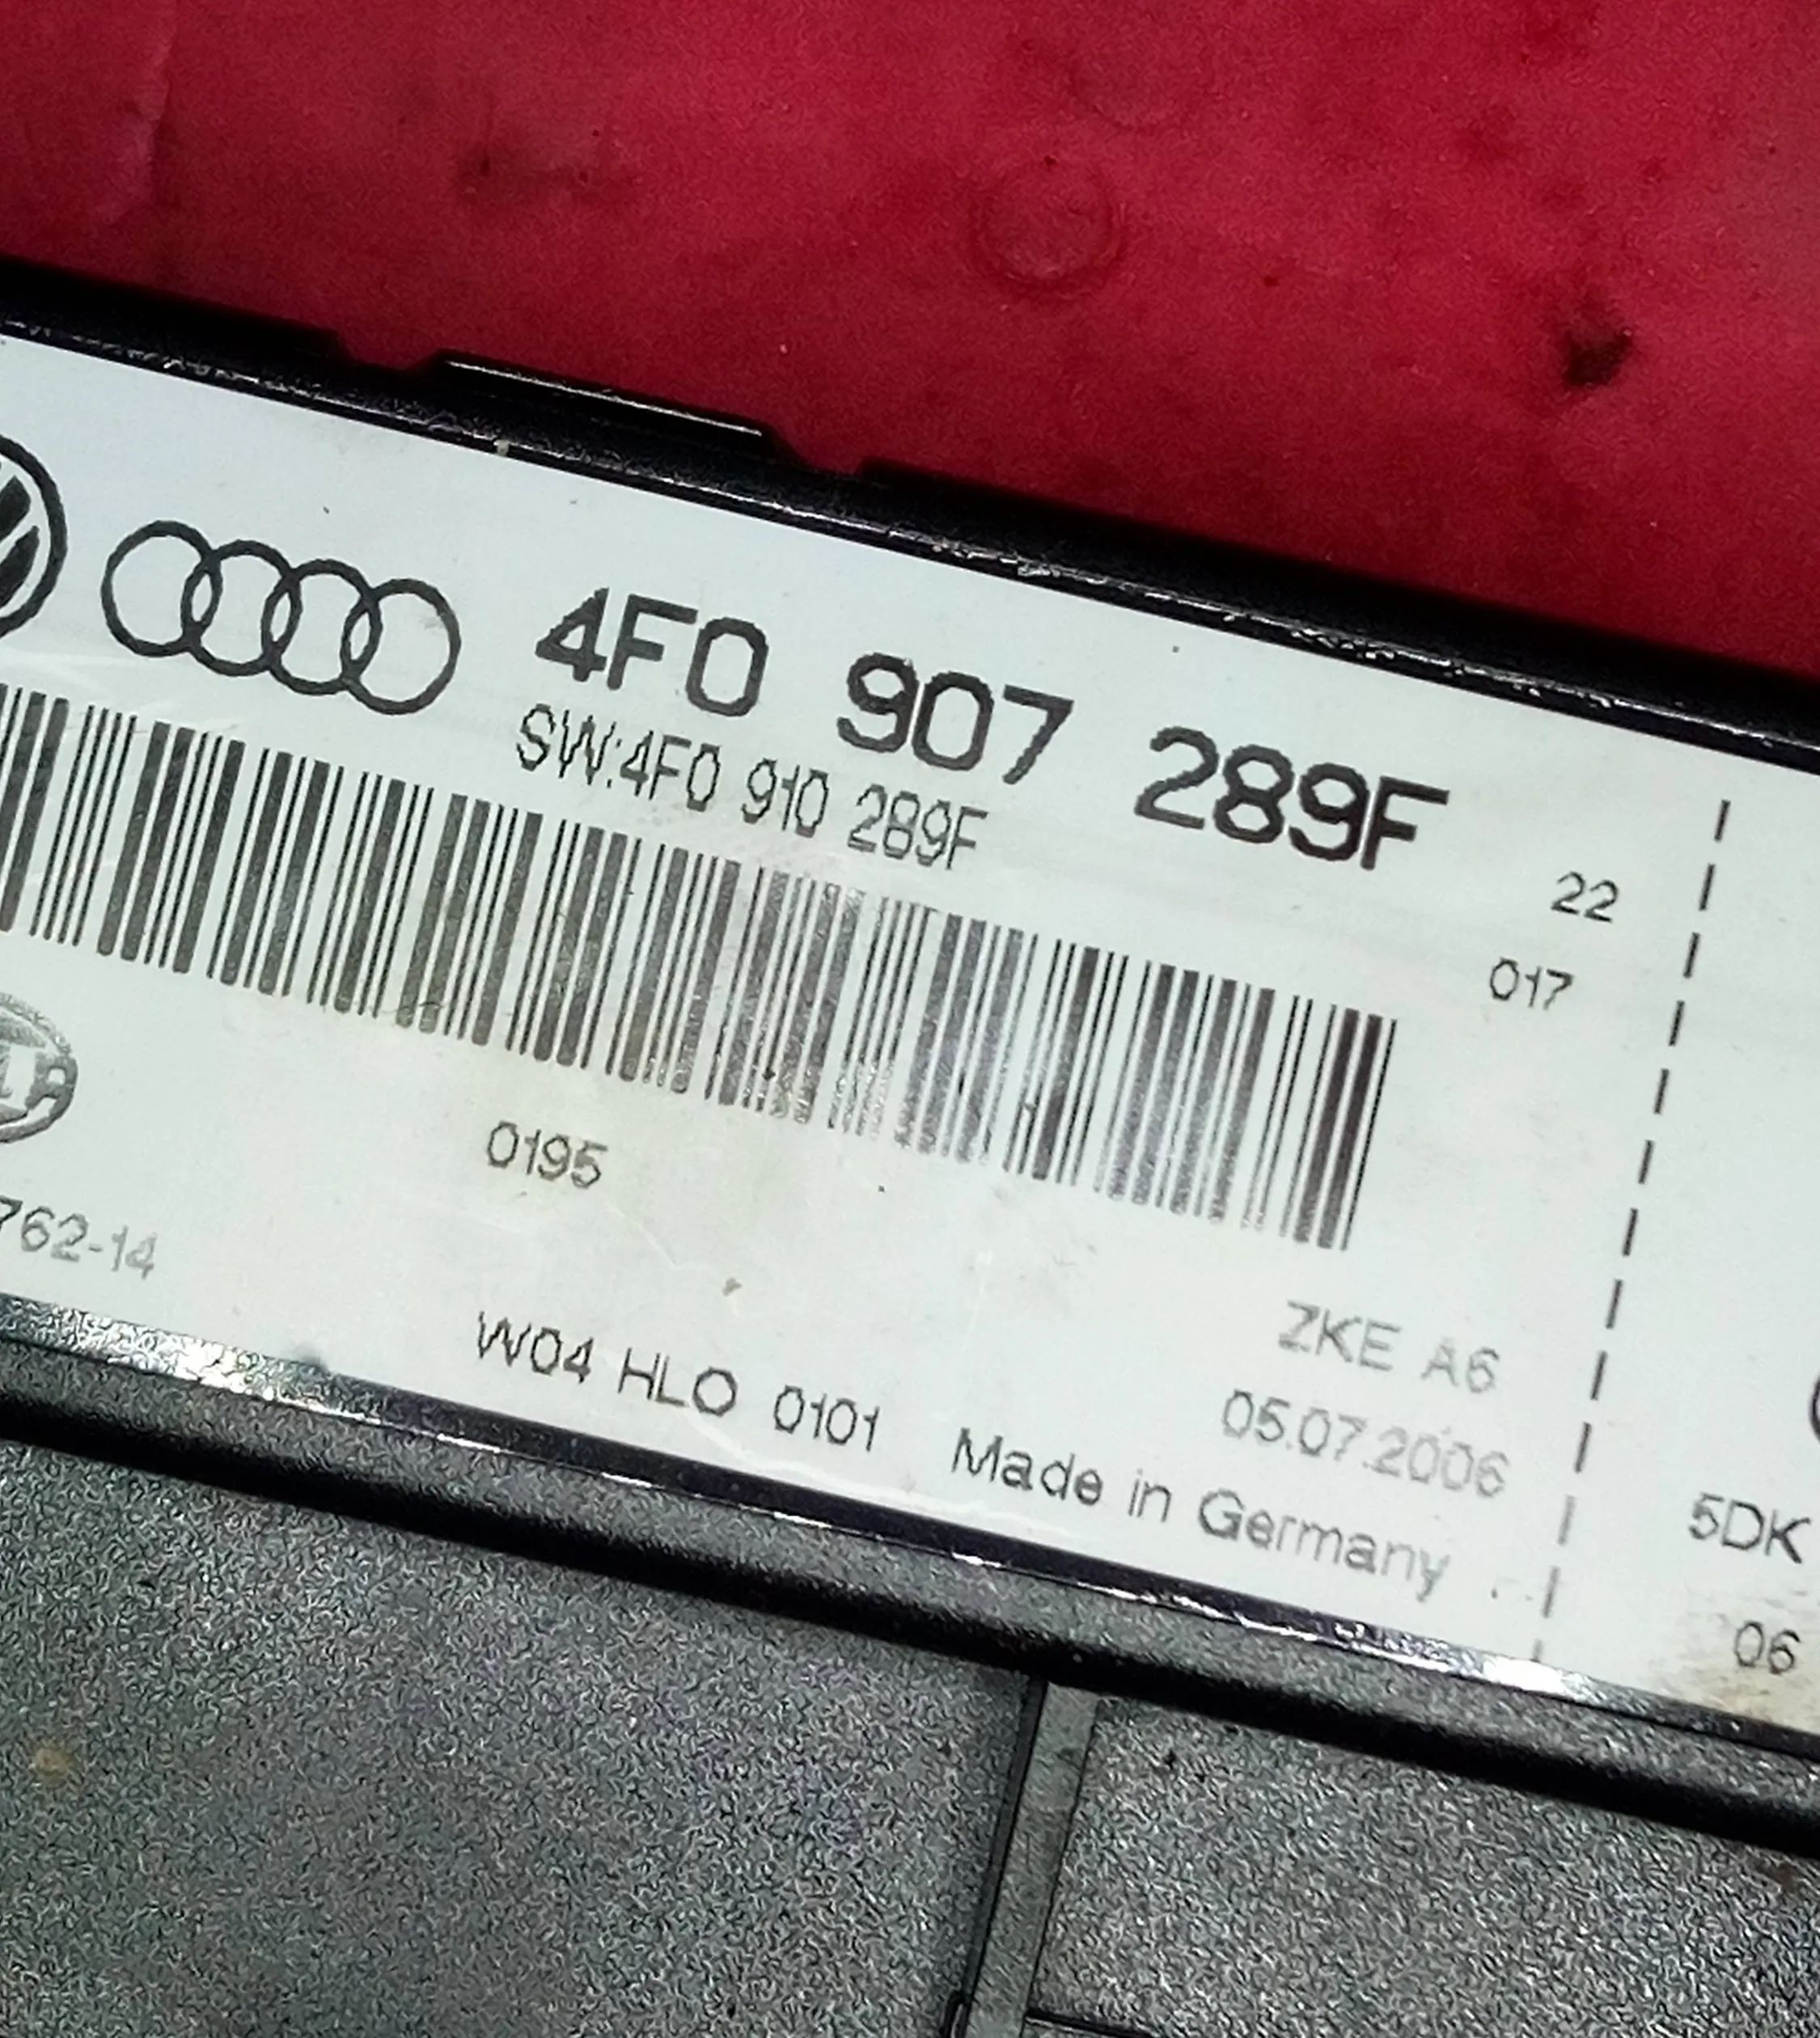 4F0 907 289F
SW:4F0 910 289F
22
017
0195
762-14
ZKE A6
W04 HLO 0101
05.07.2006
Made in Germany
5DK
06